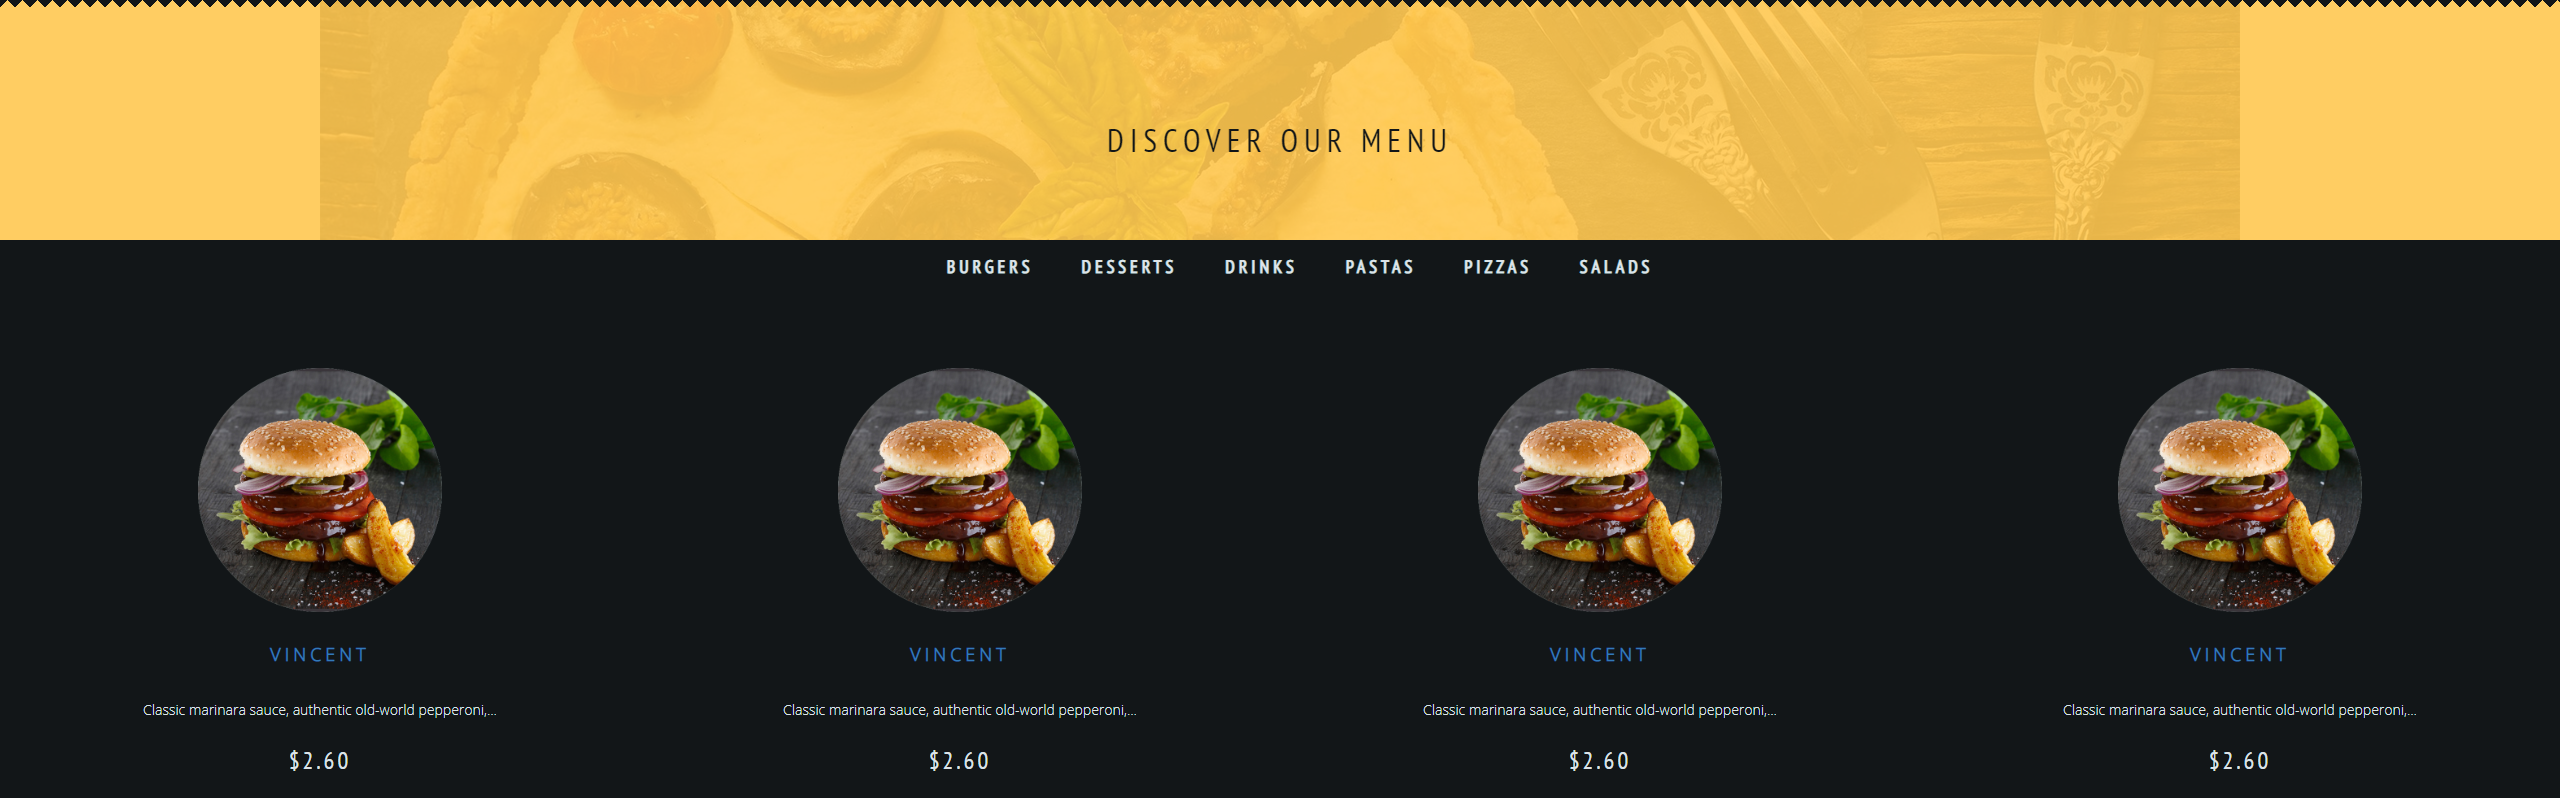 DISCOVER OUR MENU
BURGERS DESSERTS DRINKS PASTAS PIZZAS SALADS
VINCENT VINCENT VINCENT VINCENT
Classic marinara sauce, authentic old-world pepperoni,... Classic marinara sauce, authentic old-world pepperoni,... Classic marinara sauce, authentic old-world pepperoni,... Classic marinara sauce, authentic old-world pepperoni,...
$2.60 $2.60 $2.60 $2.60